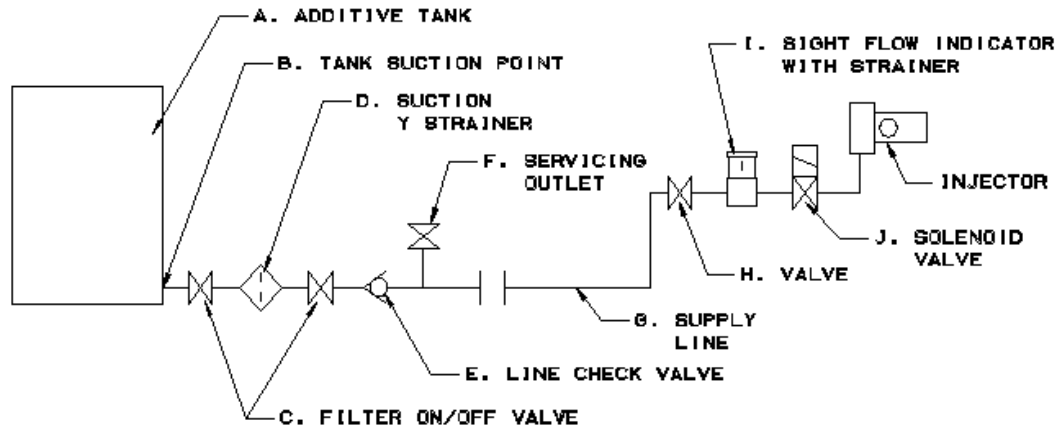 A. ADDITIVE TANK
B. TANK SUCTION POINT
D. SUCTION
Y STRAINER
F. SERVICING
OUTLET
I. SIGHT FLOW INDICATOR
WITH STRAINER
INJECTOR
J. SOLENOID
VALVE
H. VALVE
G. SUPPLY
LINE
E. LINE CHECK VALVE
C. FILTER ON/OFF VALVE